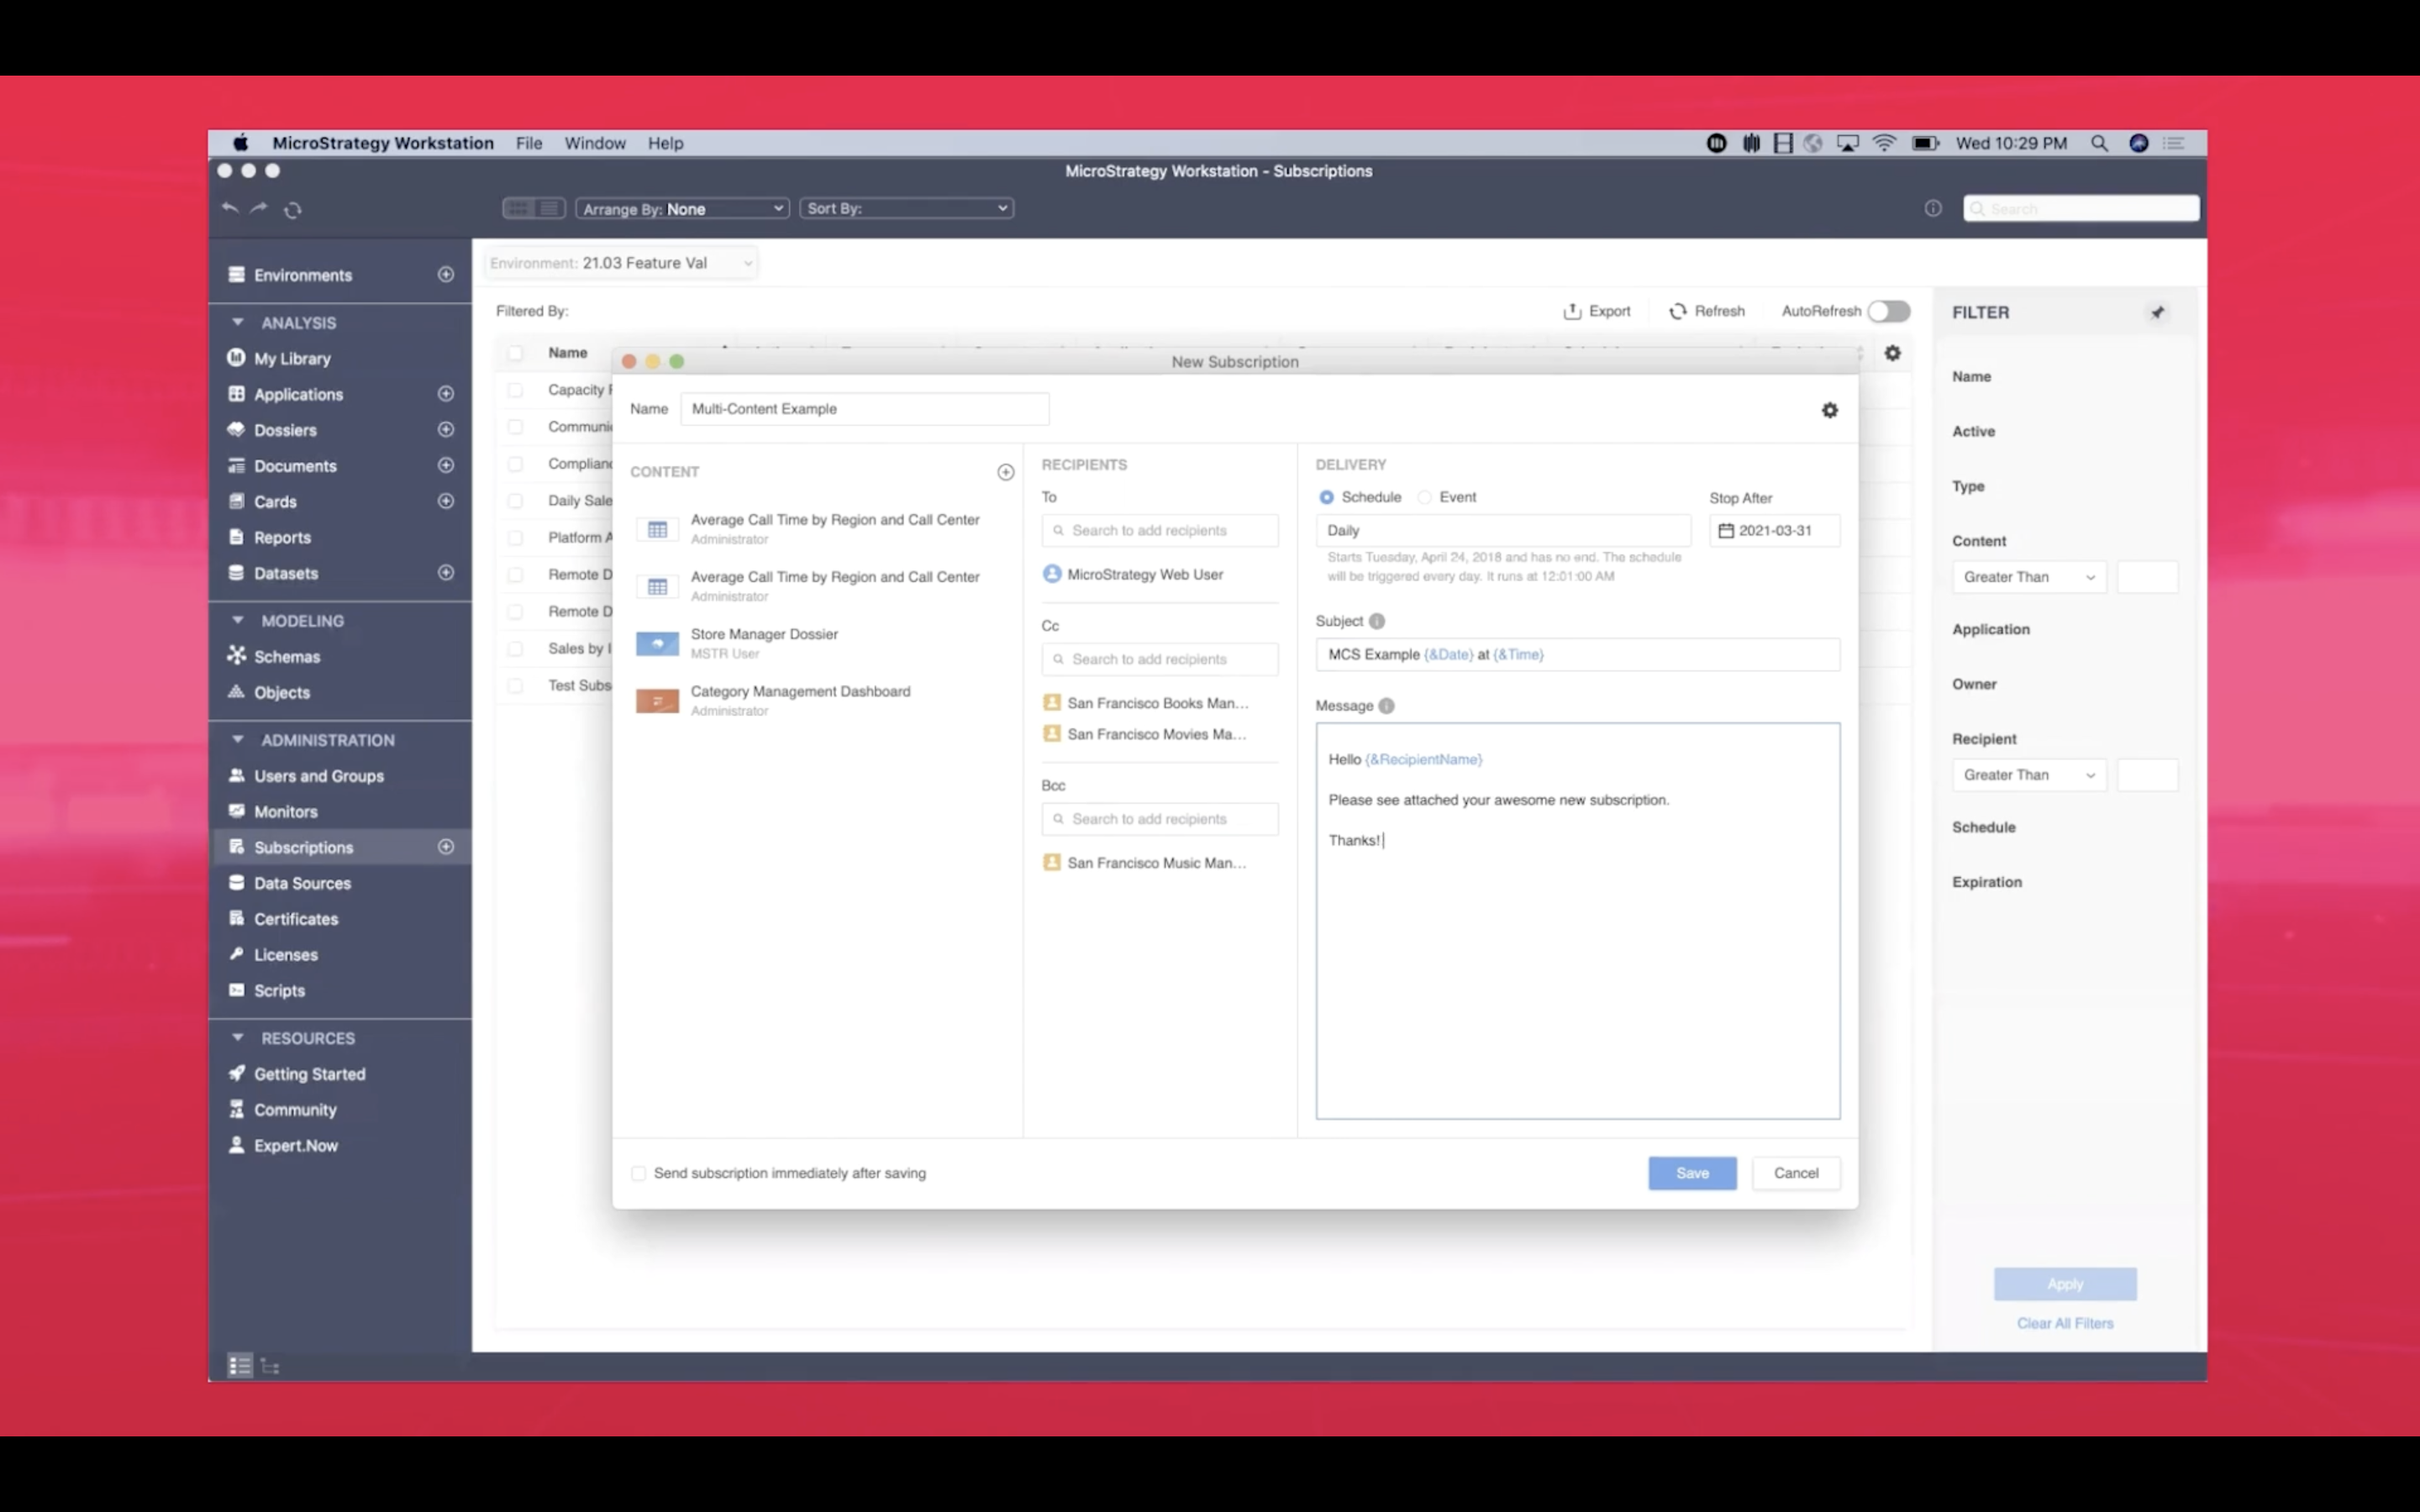 MicroStrategy Workstation File Window Help
Wed 10:29 PM
MicroStrategy Workstation - Subscriptions
Arrange By: None
Sort By:
Search
Environments
ANALYSIS
My Library
Applications
Dossiers
Documents
Cards
Reports
Datasets
MODELING
Schemas
Objects
ADMINISTRATION
Users and Groups
Monitors
Subscriptions
Data Sources
Certificates
Licenses
Scripts
RESOURCES
Getting Started
Community
Expert.Now
Environment: 21.03 Feature Val
Filtered By:
Export
Refresh
AutoRefresh
Name
Capacity
Daily Sale
Platform A
Remote D
Remote D
Sales by
Test Subs
New Subscription
Name Multi-Content Example
CONTENT
Average Call Time by Region and Call Center
Administrator
Average Call Time by Region and Call Center
Administrator
Store Manager Dossier
MSTR User
Category Management Dashboard
Administrator
RECIPIENTS
To
Search to add recipients
MicroStrategy Web User
Cc
Search to add recipients
San Francisco Books Man...
San Francisco Movies Ma...
Bcc
Search to add recipients
San Francisco Music Man...
DELIVERY
Schedule Event
Stop After
Daily
2021-03-31
Starts Tuesday, April 24, 2018 and has no end. The schedule
will be triggered every day. It runs at 12:01:00 AM
Subject
MCS Example {&Date} at {&Time}
Message
Hello {&RecipientName}
Please see attached your awesome new subscription.
Thanks!
Send subscription immediately after saving
Save
Cancel
FILTER
Name
Active
Type
Content
Greater Than
Application
Owner
Recipient
Greater Than
Schedule
Expiration
Apply
Clear All Filters